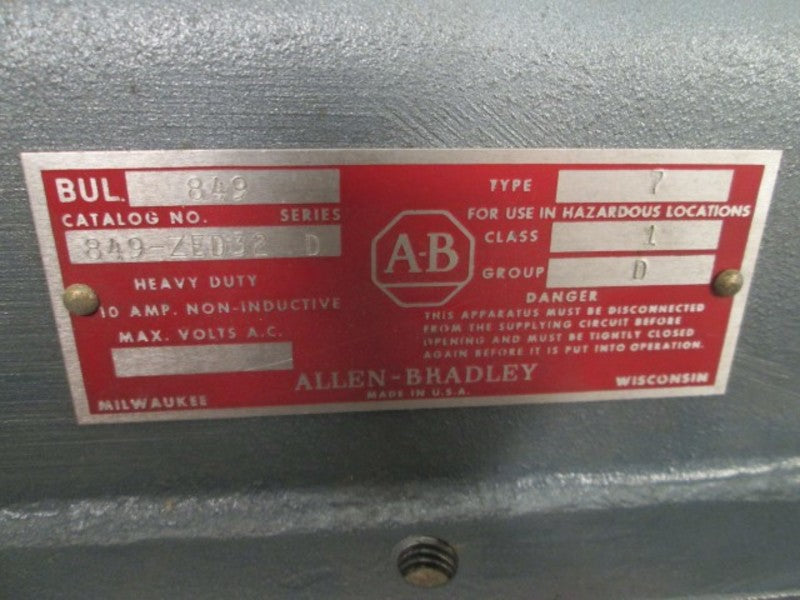 BUL. 849
TYPE 7
CATALOG NO. SERIES
FOR USE IN HAZARDOUS LOCATIONS
849-ZED32 D
CLASS 1
GROUP D
A-B
HEAVY DUTY
10 AMP. NON-INDUCTIVE
MAX. VOLTS A.C.
DANGER
THIS APPARATUS MUST BE DISCONNECTED
FROM THE SUPPLYING CIRCUIT BEFORE
OPENING AND MUST BE TIGHTLY CLOSED
AGAIN BEFORE IT IS PUT INTO OPERATION.
ALLEN-BRADLEY
MILWAUKEE MADE IN U.S.A. WISCONSIN